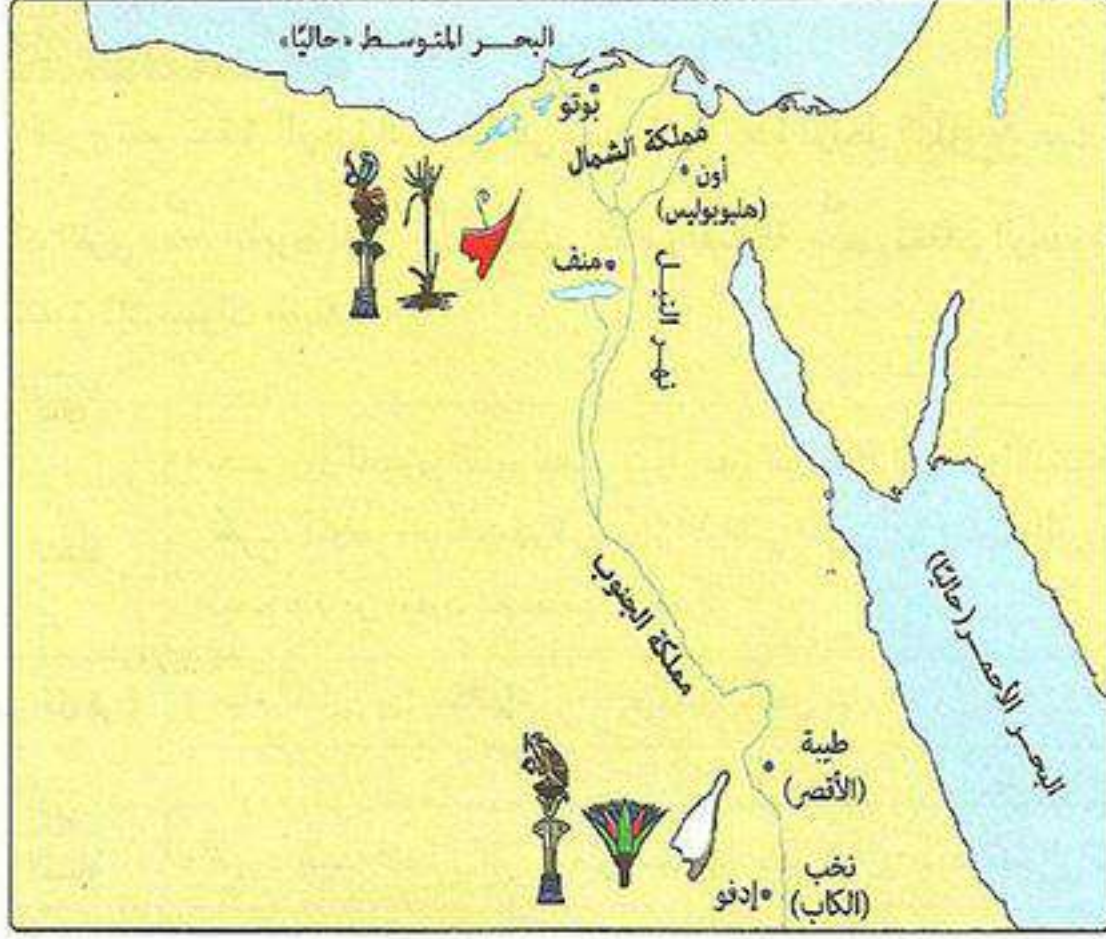 البحر المتوسط «حاليًا»
بوتو
مملكة الشمال
أون
(هليوبوليس)
منف
نهر النيل
مملكة الجنوب
البحر الأحمر (حاليًا)
طيبة
(الأقصر)
نخب
(الكاب)
إدفو